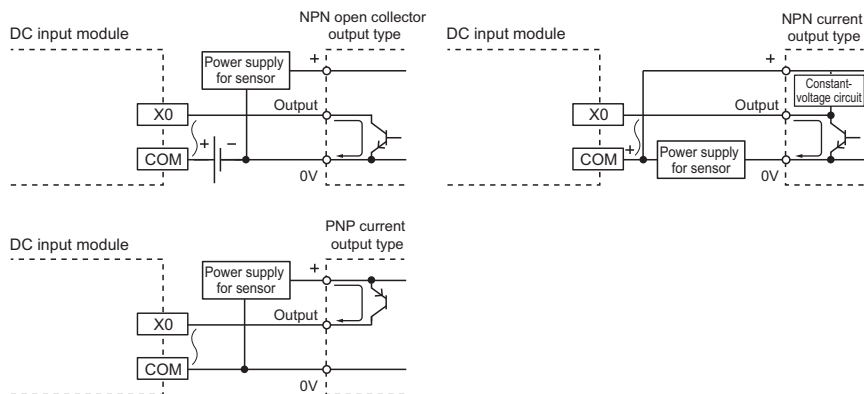 NPN open collector
output type
DC input module
Power supply
for sensor
+
X0
Output
+
−
COM
0V
NPN current
output type
DC input module
+
Constant-
voltage circuit
Output
X0
COM
+
Power supply
for sensor
0V
PNP current
output type
DC input module
Power supply
for sensor
+
Output
X0
COM
0V